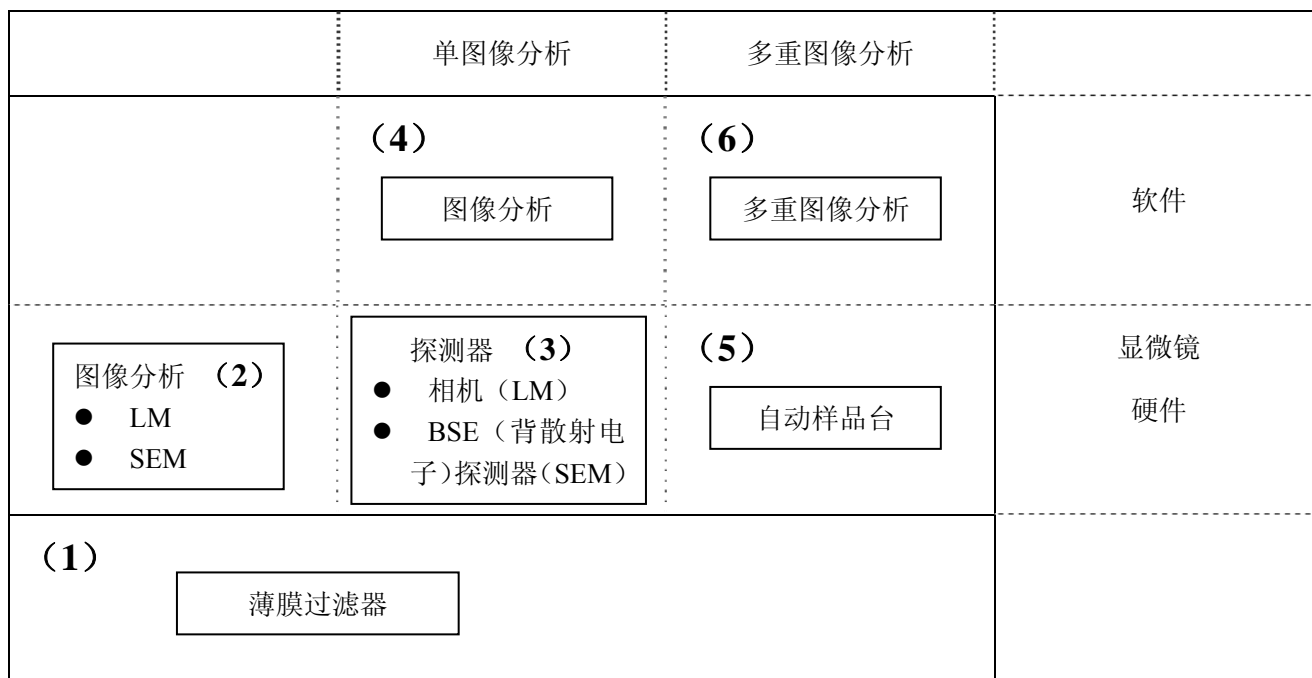 单图像分析
多重图像分析
（4）
（6）
图像分析
多重图像分析
软件
图像分析 （2）
● LM
● SEM
探测器 （3）
● 相机（LM）
● BSE（背散射电
子）探测器（SEM）
（5）
自动样品台
显微镜
硬件
（1）
薄膜过滤器